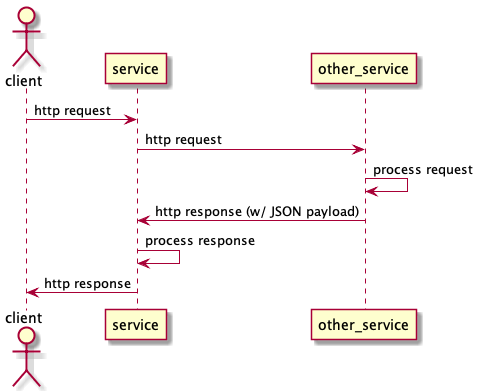 client
service
other_service
http request
http request
process request
http response (w/ JSON payload)
process response
http response
client
service
other_service